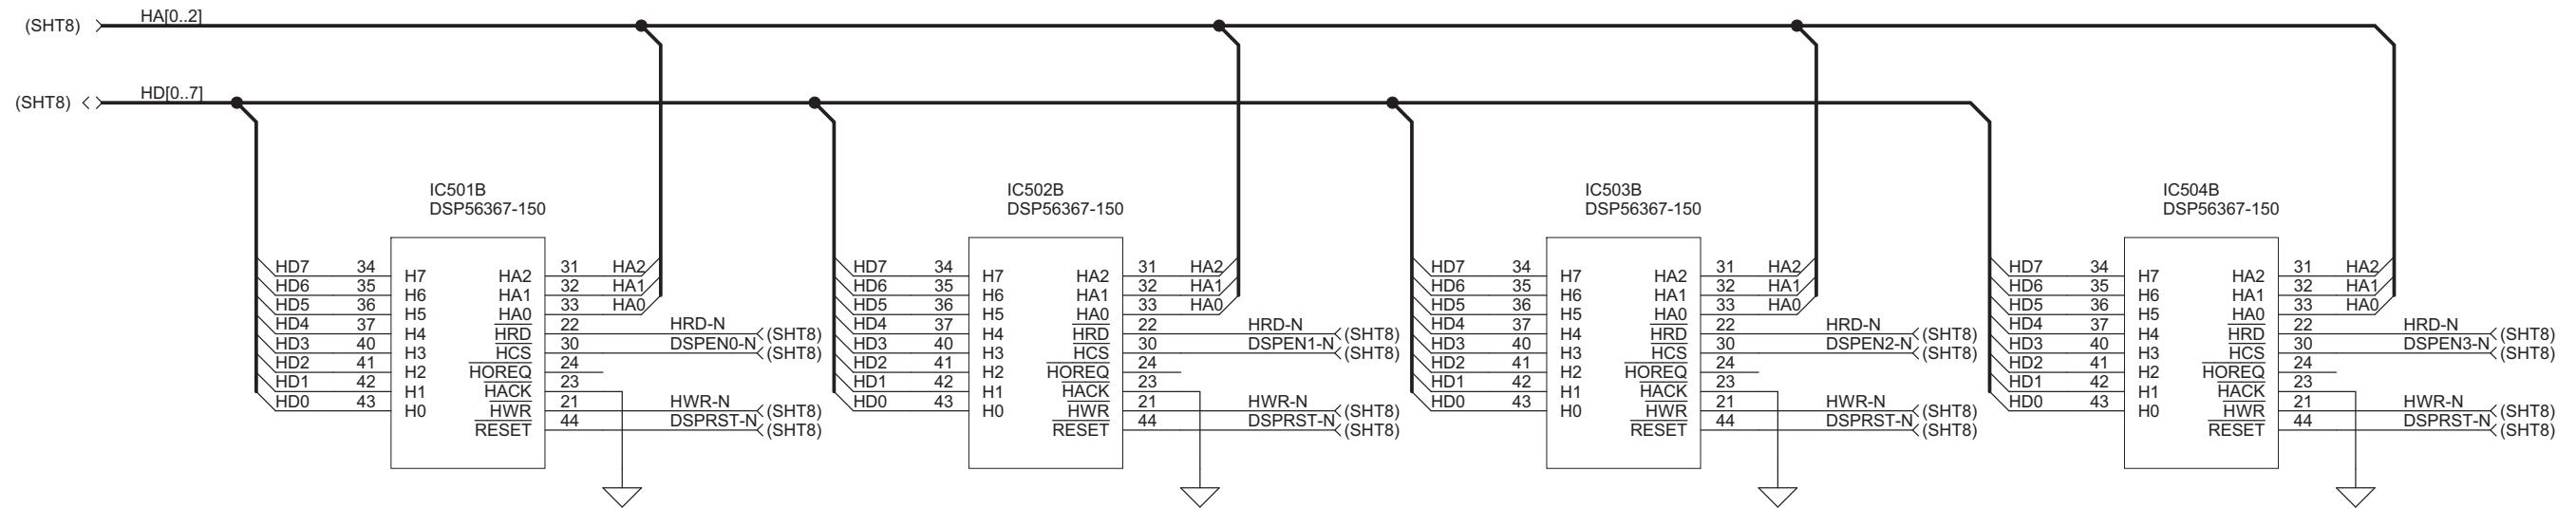 (SHT8) HA[0..2]
(SHT8) HD[0..7]
IC501B
DSP56367-150
HD7 34 H7 HA2 31 HA2
HD6 35 H6 HA1 32 HA1
HD5 36 H5 HA0 33 HA0
HD4 37 H4 HRD 22 HRD-N (SHT8)
HD3 40 H3 HCS 30 DSPEN0-N (SHT8)
HD2 41 H2 HOREQ 24
HD1 42 H1 HACK 23
HD0 43 H0 HWR 21 HWR-N (SHT8)
RESET 44 DSPRST-N (SHT8)
IC502B
DSP56367-150
HD7 34 H7 HA2 31 HA2
HD6 35 H6 HA1 32 HA1
HD5 36 H5 HA0 33 HA0
HD4 37 H4 HRD 22 HRD-N (SHT8)
HD3 40 H3 HCS 30 DSPEN1-N (SHT8)
HD2 41 H2 HOREQ 24
HD1 42 H1 HACK 23
HD0 43 H0 HWR 21 HWR-N (SHT8)
RESET 44 DSPRST-N (SHT8)
IC503B
DSP56367-150
HD7 34 H7 HA2 31 HA2
HD6 35 H6 HA1 32 HA1
HD5 36 H5 HA0 33 HA0
HD4 37 H4 HRD 22 HRD-N (SHT8)
HD3 40 H3 HCS 30 DSPEN2-N (SHT8)
HD2 41 H2 HOREQ 24
HD1 42 H1 HACK 23
HD0 43 H0 HWR 21 HWR-N (SHT8)
RESET 44 DSPRST-N (SHT8)
IC504B
DSP56367-150
HD7 34 H7 HA2 31 HA2
HD6 35 H6 HA1 32 HA1
HD5 36 H5 HA0 33 HA0
HD4 37 H4 HRD 22 HRD-N (SHT8)
HD3 40 H3 HCS 30 DSPEN3-N (SHT8)
HD2 41 H2 HOREQ 24
HD1 42 H1 HACK 23
HD0 43 H0 HWR 21 HWR-N (SHT8)
RESET 44 DSPRST-N (SHT8)